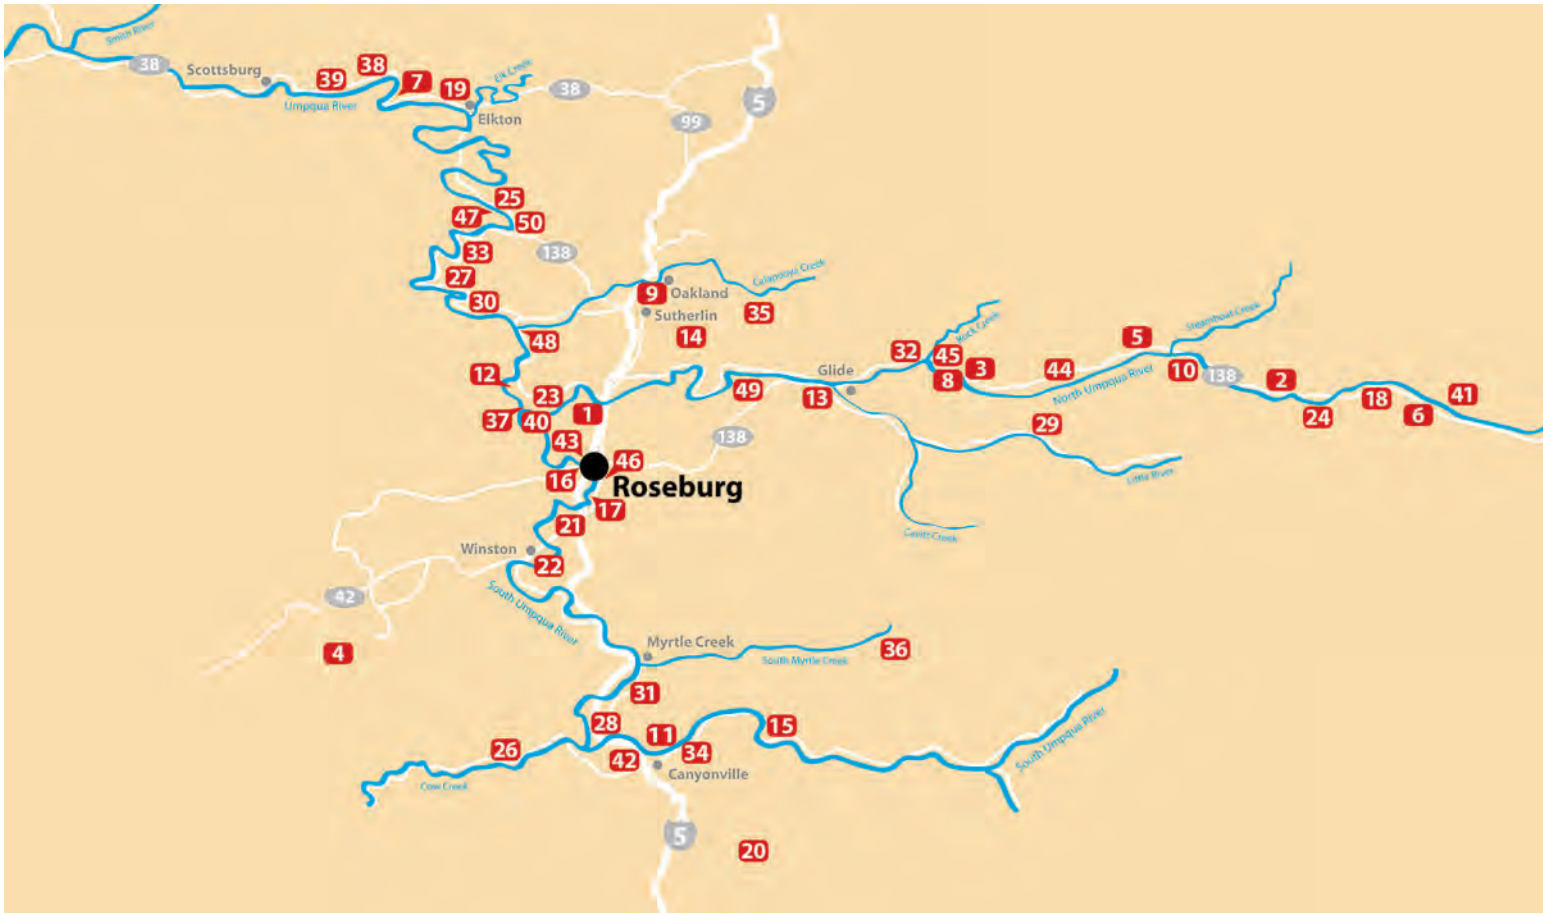 Smith River
38
Scottsburg
39
38
7
19
Elk Creek
38
5
Umpqua River
Elkton
99
25
47
50
33
138
27
Calapooya Creek
9
Oakland
30
35
Sutherlin
14
48
Steamboat Creek
Rock Creek
5
32
45
12
Glide
3
44
10
138
8
North Umpqua River
2
23
49
13
18
41
1
24
6
37
40
29
43
138
46
16
Roseburg
Little River
17
21
Cavitt Creek
Winston
22
42
South Umpqua River
4
Myrtle Creek
36
South Myrtle Creek
31
28
15
11
South Umpqua River
26
34
42
Canyonville
Cow Creek
5
20